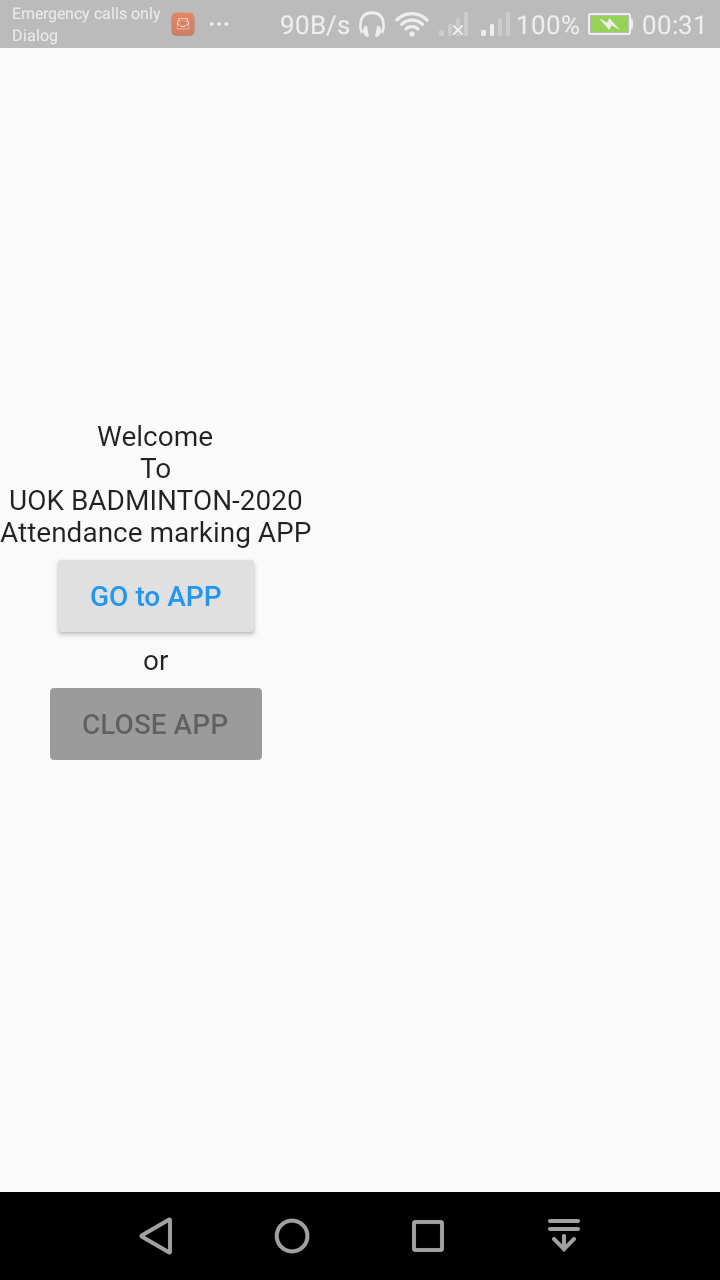 Emergency calls only
Dialog
90B/s 100% 00:31
Welcome
To
UOK BADMINTON-2020
Attendance marking APP
GO to APP
or
CLOSE APP